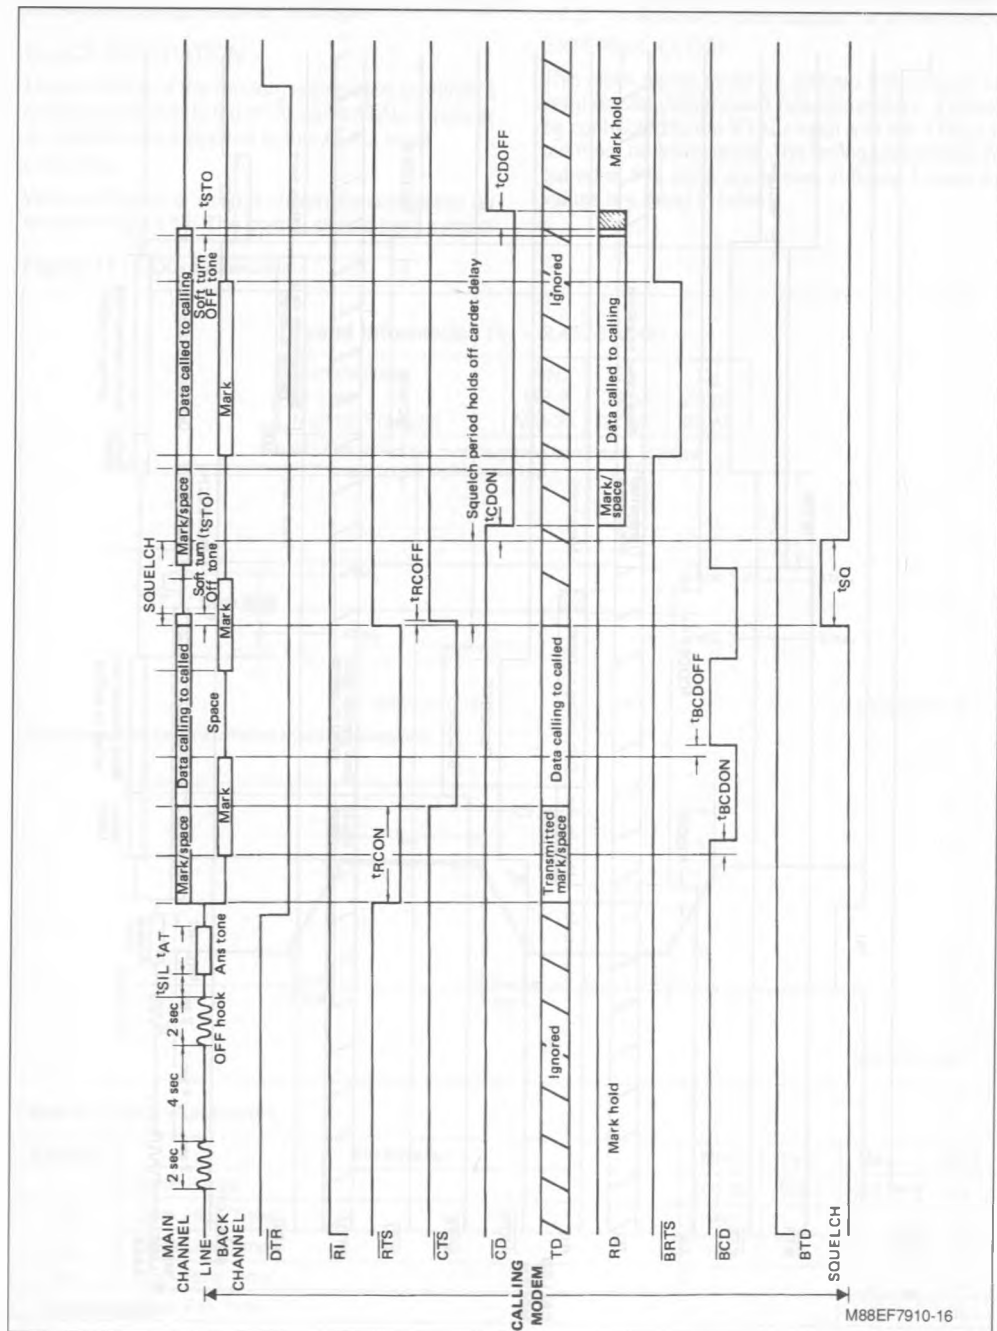 MAIN
CHANNEL
LINE
BACK
CHANNEL
2 sec
4 sec
2 sec
OFF hook
tSIL
tAT
Ans tone
Mark/space
Data calling to called
SQUELCH
Mark/space
Data called to calling
tSTO
Mark
Space
Mark
Soft turn (tSTO)
Off tone
Mark
Soft turn
OFF tone
DTR
RI
RTS
tRCON
CTS
tRCOFF
CD
Squelch period holds off cardet delay
tCDON
tCDOFF
TD
Ignored
Transmitted
mark/space
Data calling to called
Ignored
RD
Mark hold
Mark/
space
Data called to calling
Mark hold
BRTS
BCD
tBCDON
tBCDOFF
BTD
SQUELCH
tSQ
CALLING
MODEM
M88EF7910-16